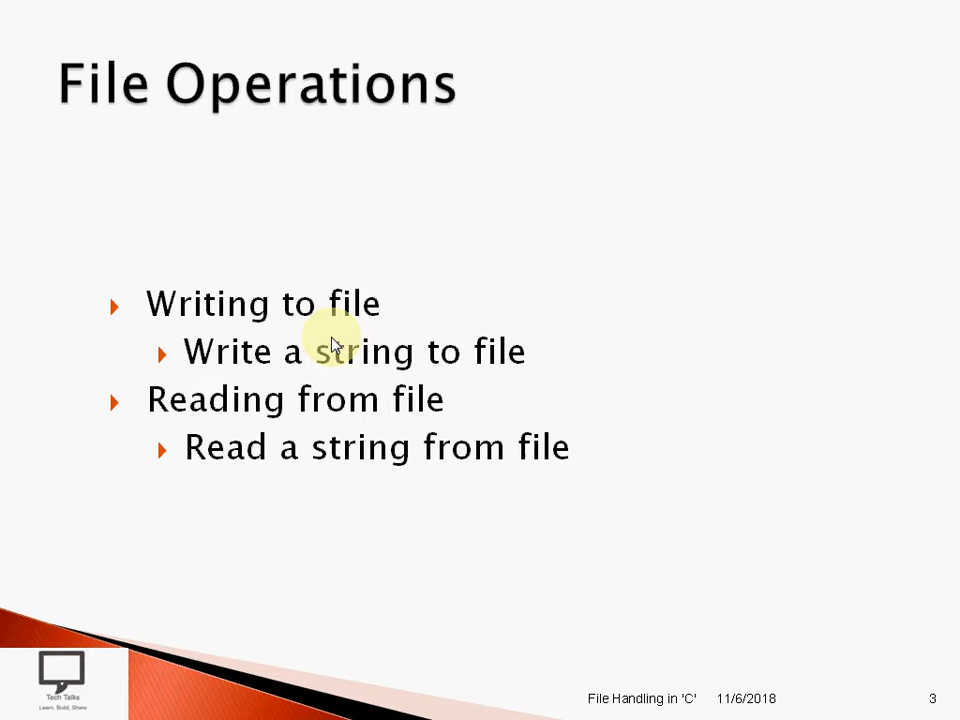 File Operations
Writing to file
Write a string to file
Reading from file
Read a string from file
Tech Talks
Learn, Build, Share
File Handling in 'C' 11/6/2018 3